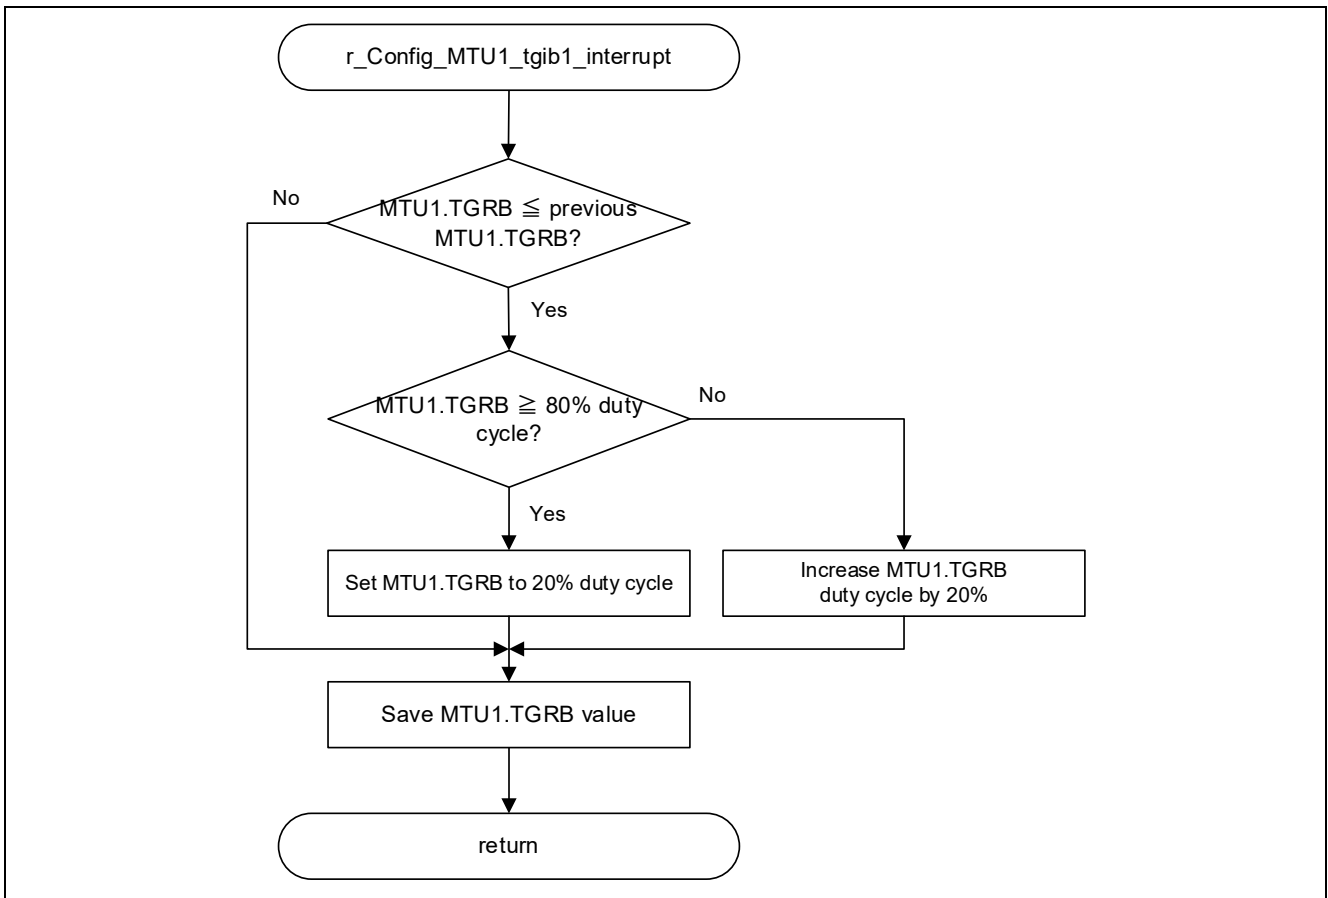 r_Config_MTU1_tgib1_interrupt
No
MTU1.TGRB ≦ previous
MTU1.TGRB?
Yes
MTU1.TGRB ≧ 80% duty
cycle?
No
Yes
Set MTU1.TGRB to 20% duty cycle
Increase MTU1.TGRB
duty cycle by 20%
Save MTU1.TGRB value
return